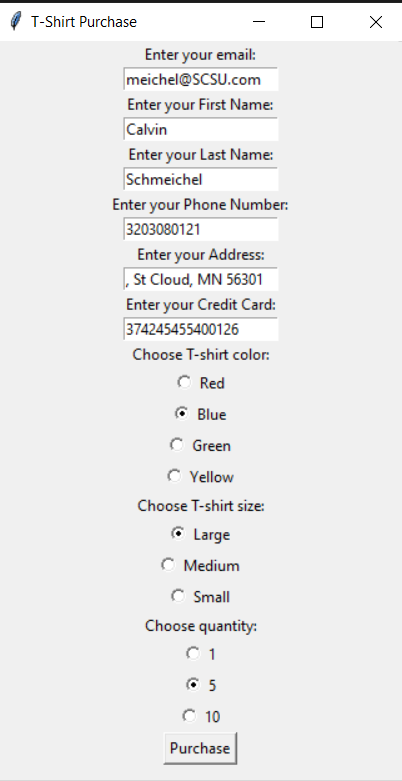 T-Shirt Purchase
Enter your email:
meichel@SCSU.com
Enter your First Name:
Calvin
Enter your Last Name:
Schmeichel
Enter your Phone Number:
3203080121
Enter your Address:
, St Cloud, MN 56301
Enter your Credit Card:
374245455400126
Choose T-shirt color:
Red
Blue
Green
Yellow
Choose T-shirt size:
Large
Medium
Small
Choose quantity:
1
5
10
Purchase